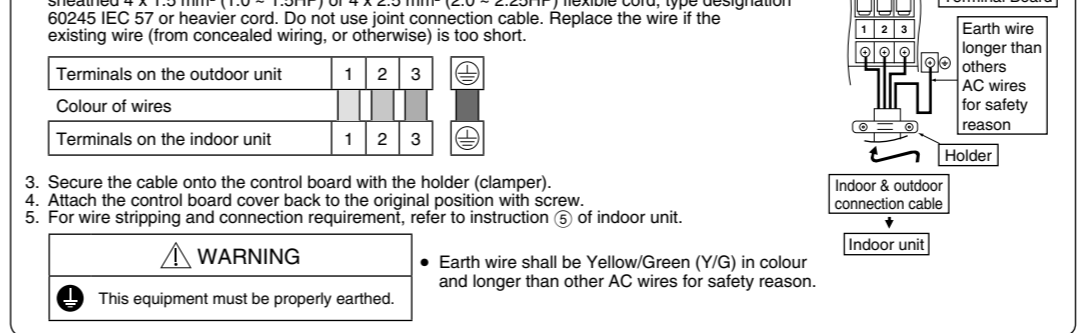 sheathed 4 x 1.5 mm² (1.0 ~ 1.5HP) or 4 x 2.5 mm² (2.0 ~ 2.25HP) flexible cord, type designation
60245 IEC 57 or heavier cord. Do not use joint connection cable. Replace the wire if the
existing wire (from concealed wiring, or otherwise) is too short.
Terminals on the outdoor unit 1 2 3
Colour of wires
Terminals on the indoor unit 1 2 3
3. Secure the cable onto the control board with the holder (clamper).
4. Attach the control board cover back to the original position with screw.
5. For wire stripping and connection requirement, refer to instruction ⑤ of indoor unit.
⚠ WARNING
This equipment must be properly earthed.
• Earth wire shall be Yellow/Green (Y/G) in colour
and longer than other AC wires for safety reason.
Terminal Board
1 2 3
Earth wire
longer than
others
AC wires
for safety
reason
Holder
Indoor & outdoor
connection cable
Indoor unit